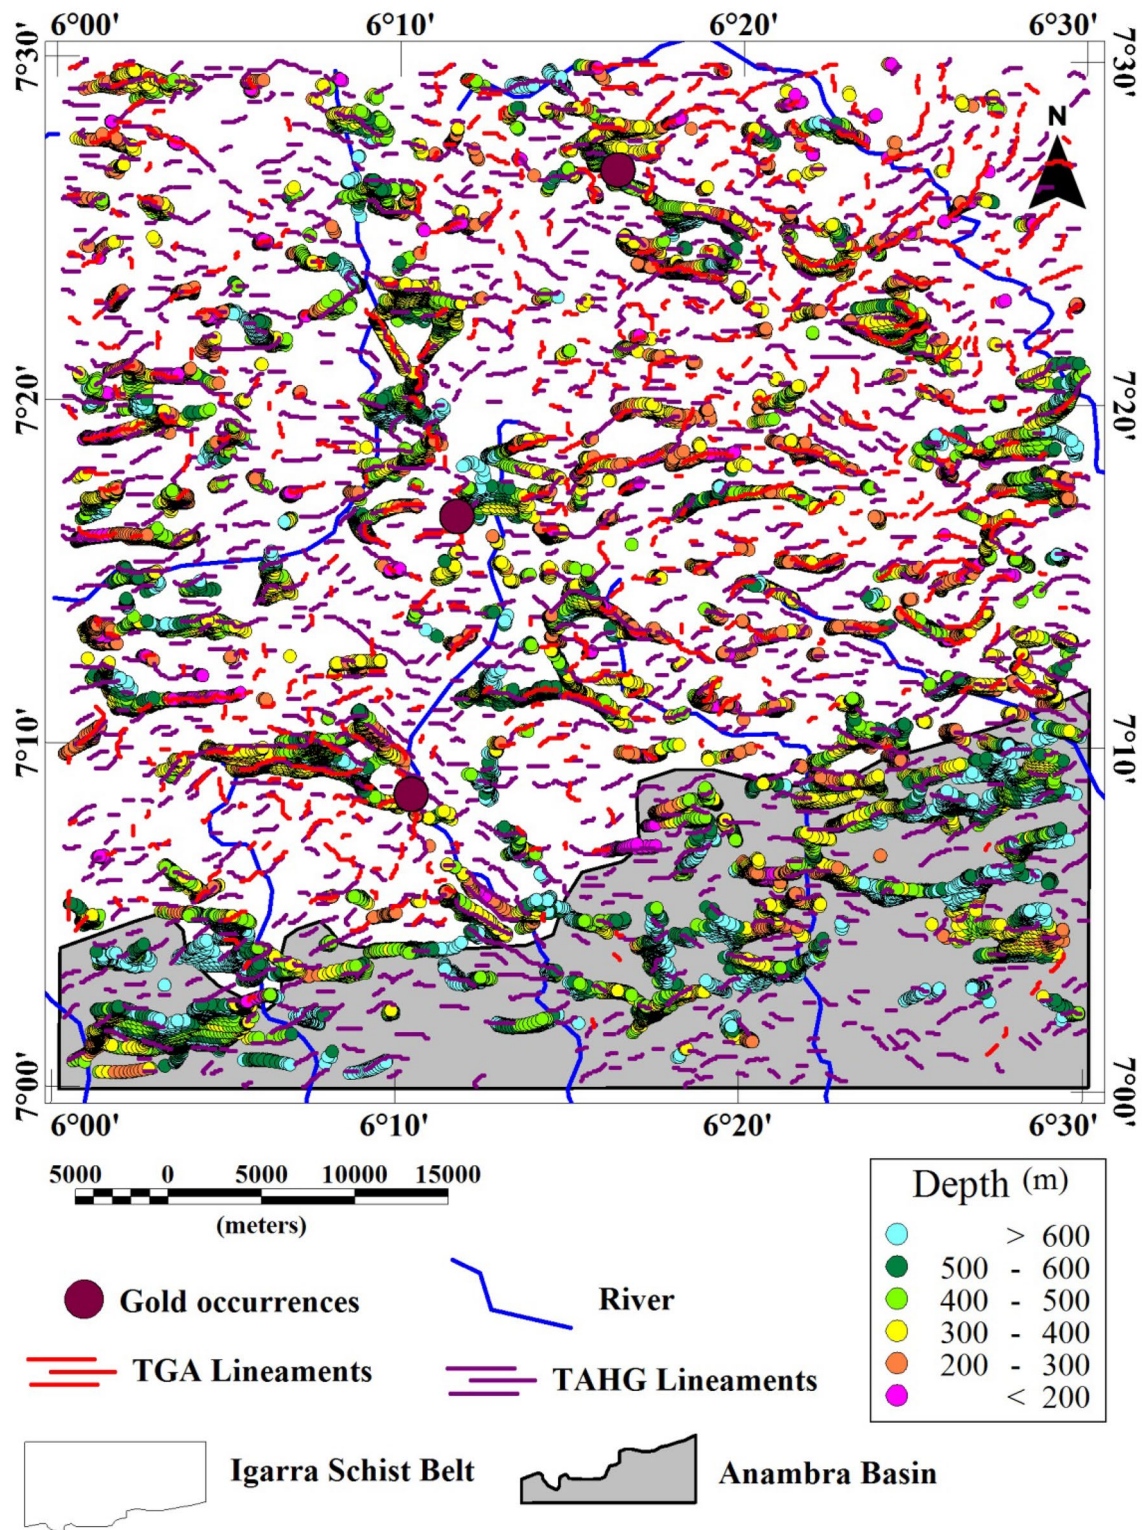 6°00' 6°10' 6°20' 6°30'
7°30' 7°30'
N
7°20' 7°20'
7°10' 7°10'
7°00' 7°00'
6°00' 6°10' 6°20' 6°30'
5000 0 5000 10000 15000
(meters)
Depth (m)
> 600
500 - 600
400 - 500
300 - 400
200 - 300
< 200
Gold occurrences
River
TGA Lineaments
TAHG Lineaments
Igarra Schist Belt
Anambra Basin